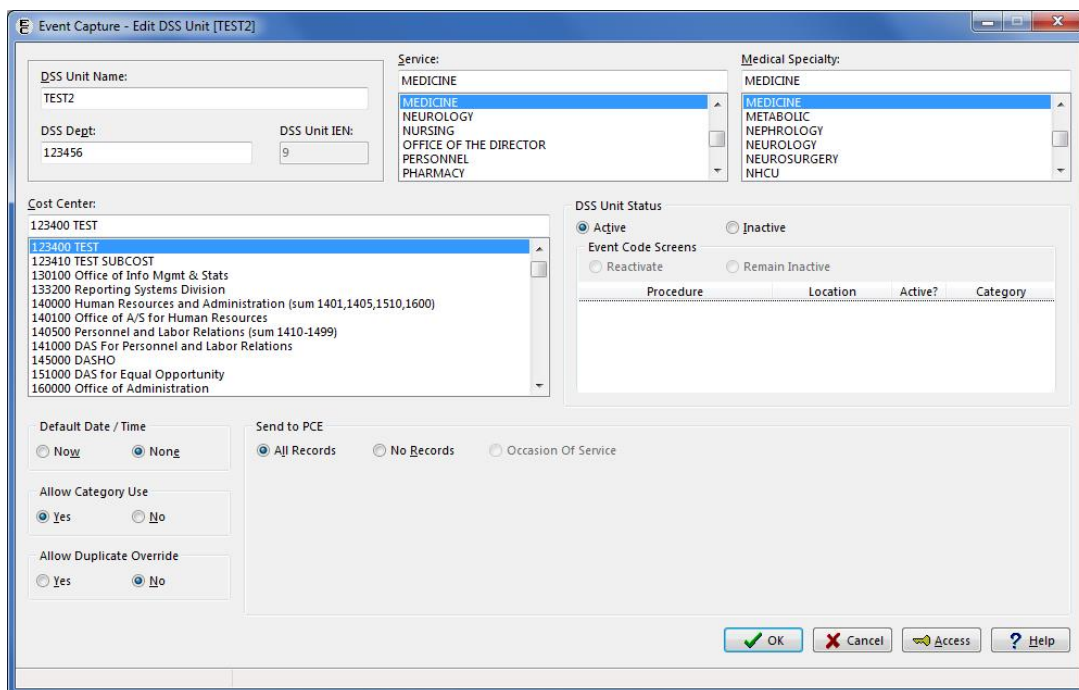 Event Capture - Edit DSS Unit [TEST2]
DSS Unit Name:
TEST2
DSS Dept:
DSS Unit IEN:
123456
9
Service:
MEDICINE
MEDICINE
NEUROLOGY
NURSING
OFFICE OF THE DIRECTOR
PERSONNEL
PHARMACY
Medical Specialty:
MEDICINE
MEDICINE
METABOLIC
NEPHROLOGY
NEUROLOGY
NEUROSURGERY
NHCU
Cost Center:
123400 TEST
123400 TEST
123410 TEST SUBCOST
130100 Office of Info Mgmt & Stats
133200 Reporting Systems Division
140000 Human Resources and Administration (sum 1401,1405,1510,1600)
140100 Office of A/S for Human Resources
140500 Personnel and Labor Relations (sum 1410-1499)
141000 DAS For Personnel and Labor Relations
145000 DASHO
151000 DAS for Equal Opportunity
160000 Office of Administration
DSS Unit Status
Active
Inactive
Event Code Screens
Reactivate
Remain Inactive
Procedure Location Active? Category
Default Date / Time
Now
None
Allow Category Use
Yes
No
Allow Duplicate Override
Yes
No
Send to PCE
All Records
No Records
Occasion Of Service
OK
Cancel
Access
Help